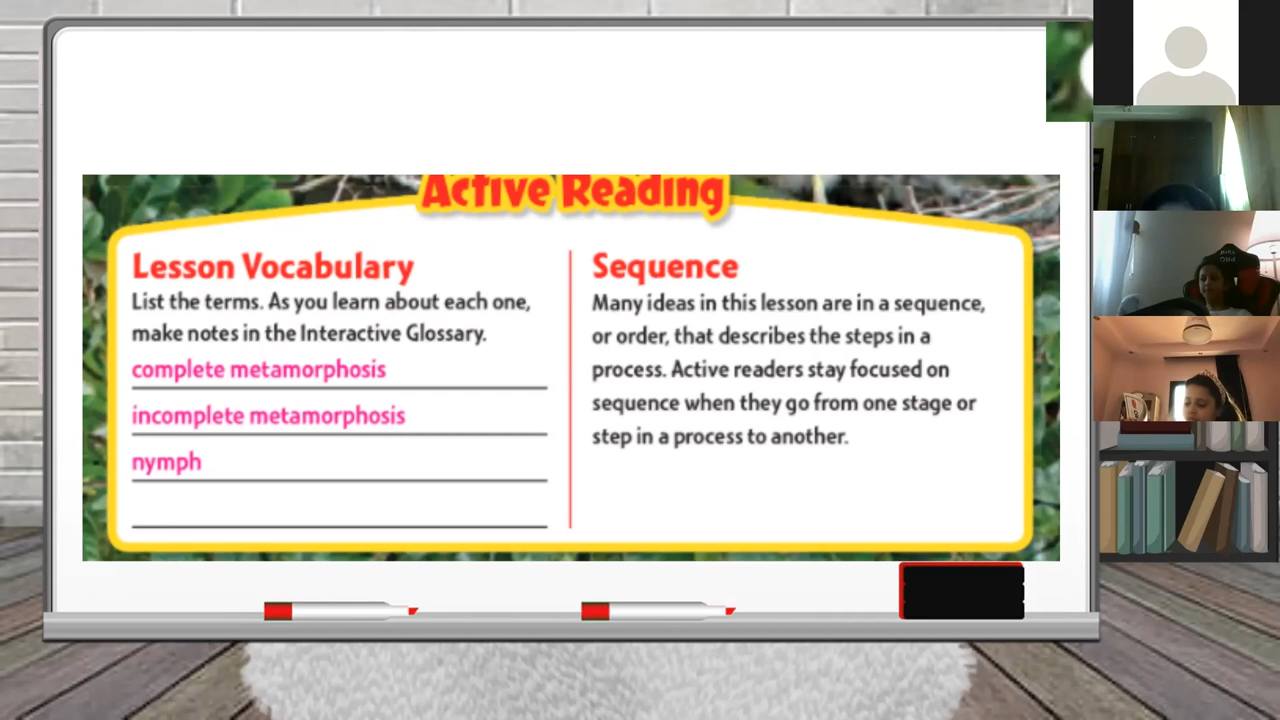 Active Reading
Lesson Vocabulary
List the terms. As you learn about each one,
make notes in the Interactive Glossary.
complete metamorphosis
incomplete metamorphosis
nymph
Sequence
Many ideas in this lesson are in a sequence,
or order, that describes the steps in a
process. Active readers stay focused on
sequence when they go from one stage or
step in a process to another.